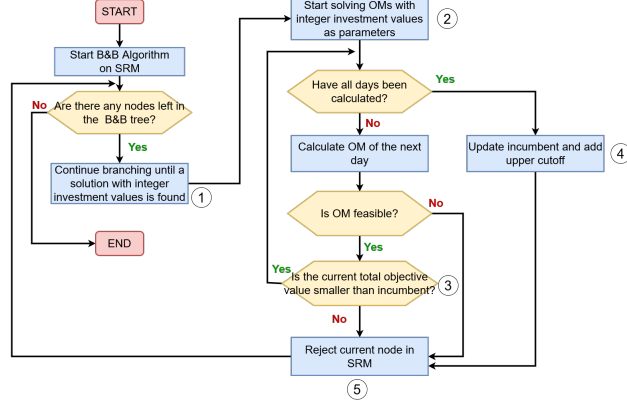 START
Start B&B Algorithm
on SRM
Are there any nodes left in
the B&B tree?
No
Yes
Continue branching until a
solution with integer
investment values is found
1
END
Start solving OMs with
integer investment values
as parameters
2
Have all days been
calculated?
Yes
No
Calculate OM of the next
day
Update incumbent and add
upper cutoff
4
Is OM feasible?
No
Yes
Yes
Is the current total objective
value smaller than incumbent?
3
No
Reject current node in
SRM
5